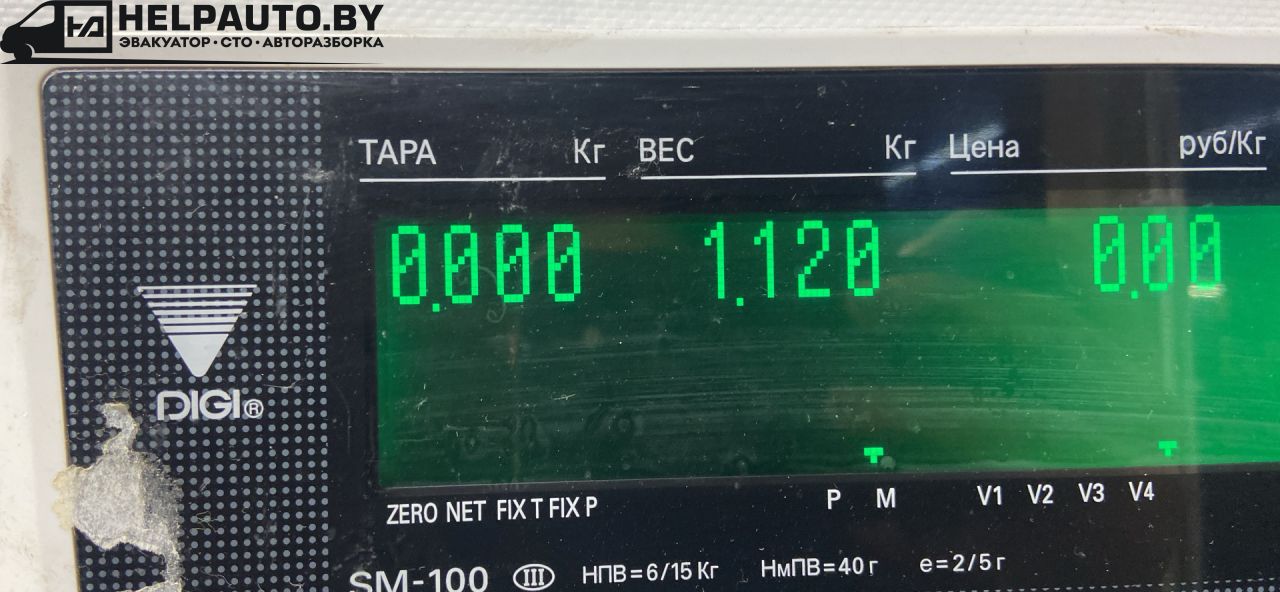 HELPAUTO.BY
ЭВАКУАТОР·СТО·АВТОРАЗБОРКА
ТАРА Кг ВЕС Кг Цена руб/Кг
0.000 1.120 0.00
DIGI®
ZERO NET FIX T FIX P P M V1 V2 V3 V4
SM-100 III НПВ=6/15 Кг НмПВ=40 г e=2/5 г